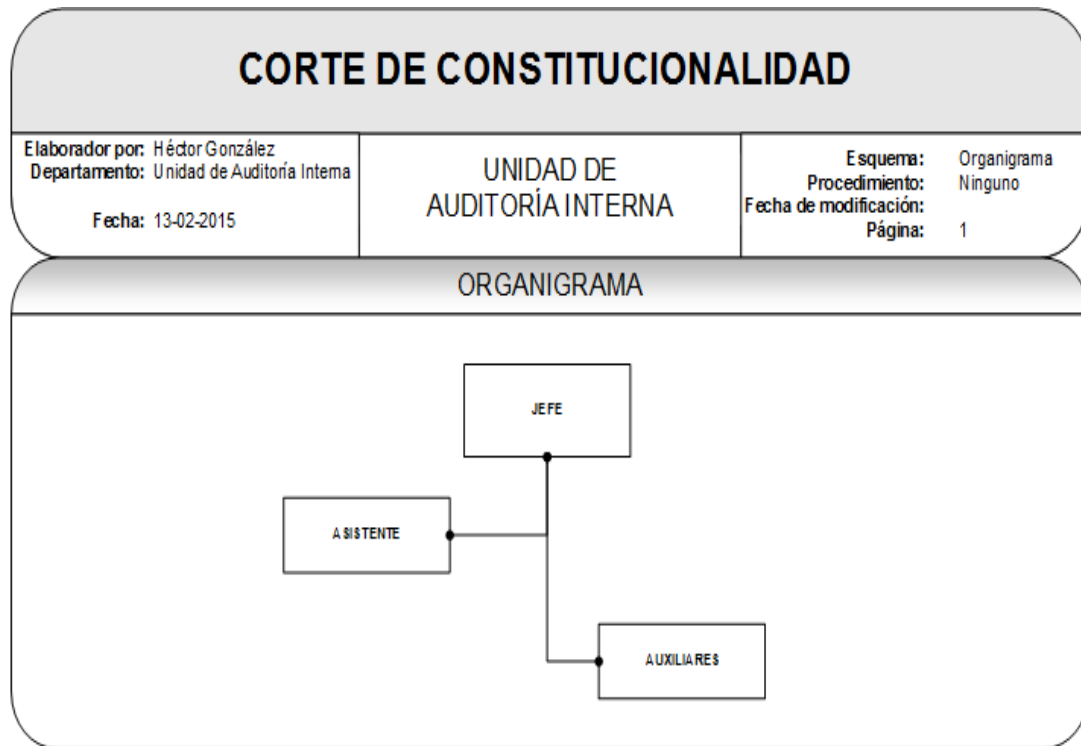 CORTE DE CONSTITUCIONALIDAD
Elaborador por: Héctor González
Departamento: Unidad de Auditoría Interna
Fecha: 13-02-2015
UNIDAD DE
AUDITORÍA INTERNA
Esquema: Organigrama
Procedimiento: Ninguno
Fecha de modificación:
Página: 1
ORGANIGRAMA
JEFE
ASISTENTE
AUXILIARES